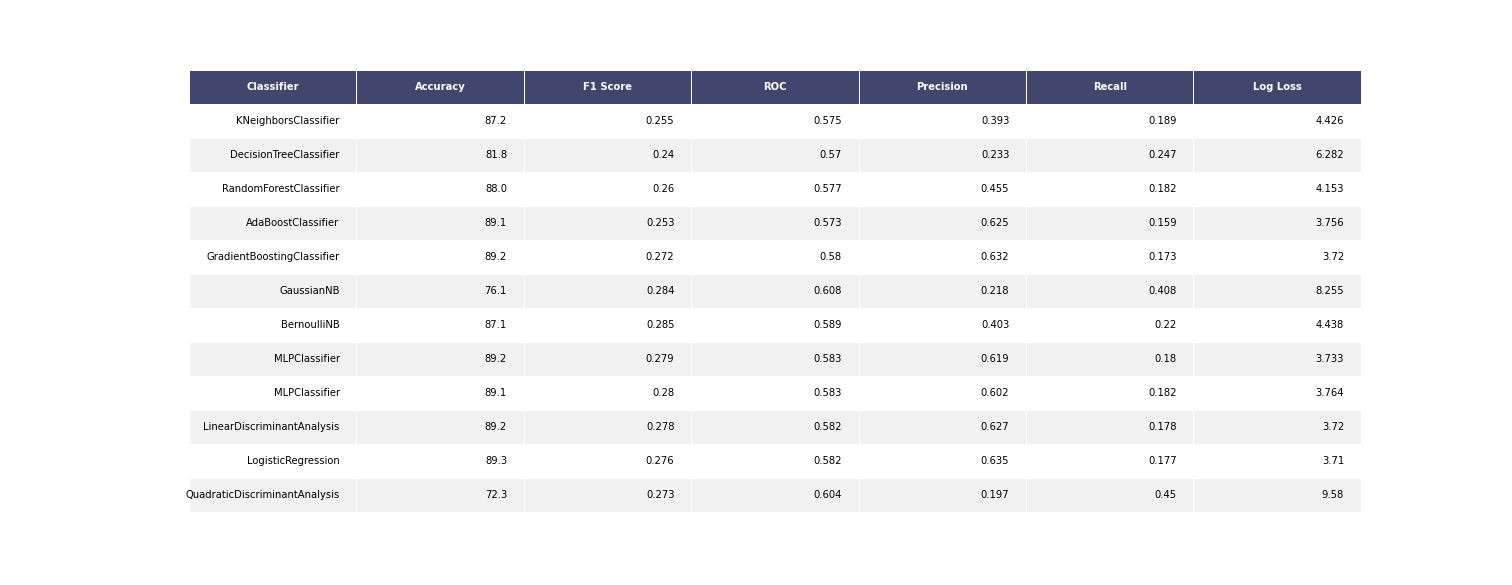 Classifier Accuracy F1 Score ROC Precision Recall Log Loss
KNeighborsClassifier 87.2 0.255 0.575 0.393 0.189 4.426
DecisionTreeClassifier 81.8 0.24 0.57 0.233 0.247 6.282
RandomForestClassifier 88.0 0.26 0.577 0.455 0.182 4.153
AdaBoostClassifier 89.1 0.253 0.573 0.625 0.159 3.756
GradientBoostingClassifier 89.2 0.272 0.58 0.632 0.173 3.72
GaussianNB 76.1 0.284 0.608 0.218 0.408 8.255
BernoulliNB 87.1 0.285 0.589 0.403 0.22 4.438
MLPClassifier 89.2 0.279 0.583 0.619 0.18 3.733
MLPClassifier 89.1 0.28 0.583 0.602 0.182 3.764
LinearDiscriminantAnalysis 89.2 0.278 0.582 0.627 0.178 3.72
LogisticRegression 89.3 0.276 0.582 0.635 0.177 3.71
QuadraticDiscriminantAnalysis 72.3 0.273 0.604 0.197 0.45 9.58